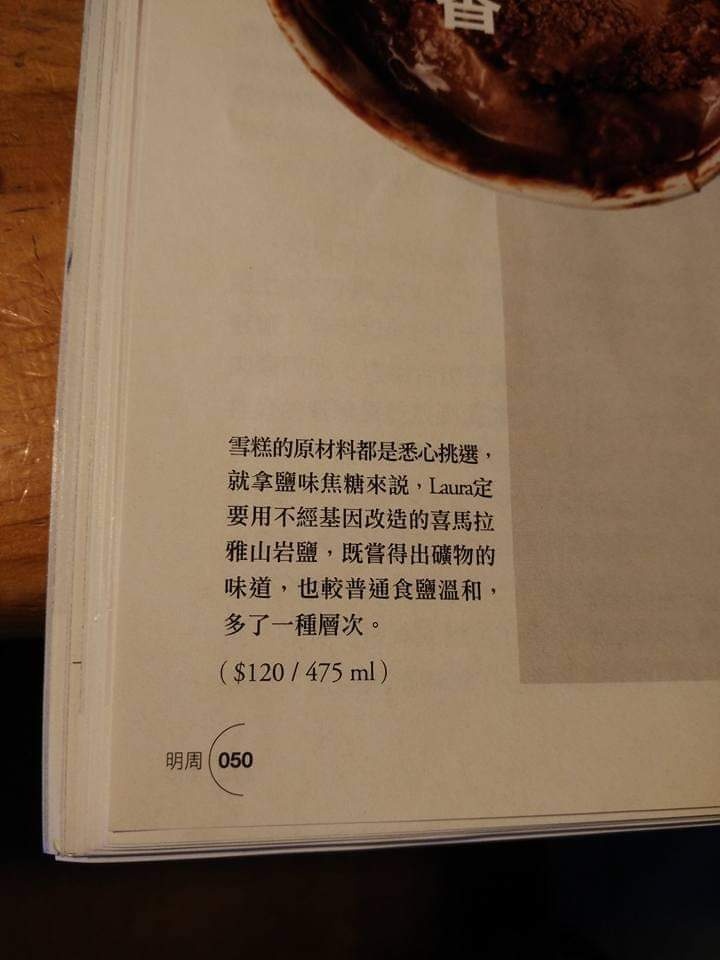 雪糕的原材料都是悉心挑選，
就拿鹽味焦糖來説，Laura定
要用不經基因改造的喜馬拉
雅山岩鹽，既嘗得出礦物的
味道，也較普通食鹽溫和，
多了一種層次。
（$120 / 475 ml）
明周 050